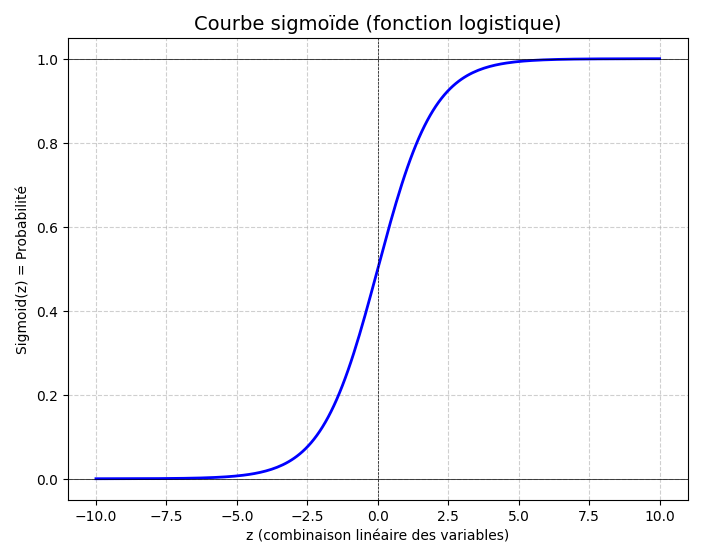 Courbe sigmoïde (fonction logistique)
Sigmoid(z) = Probabilité
1.0
0.8
0.6
0.4
0.2
0.0
−10.0 −7.5 −5.0 −2.5 0.0 2.5 5.0 7.5 10.0
z (combinaison linéaire des variables)